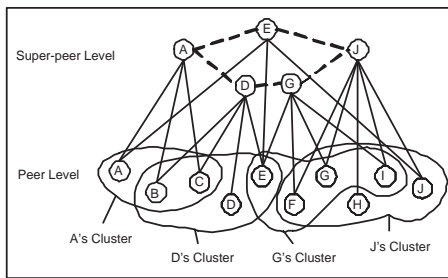 E
Super-peer Level
A
J
D
G
Peer Level
A
B
C
D
E
F
G
H
I
J
A's Cluster
D's Cluster
G's Cluster
J's Cluster